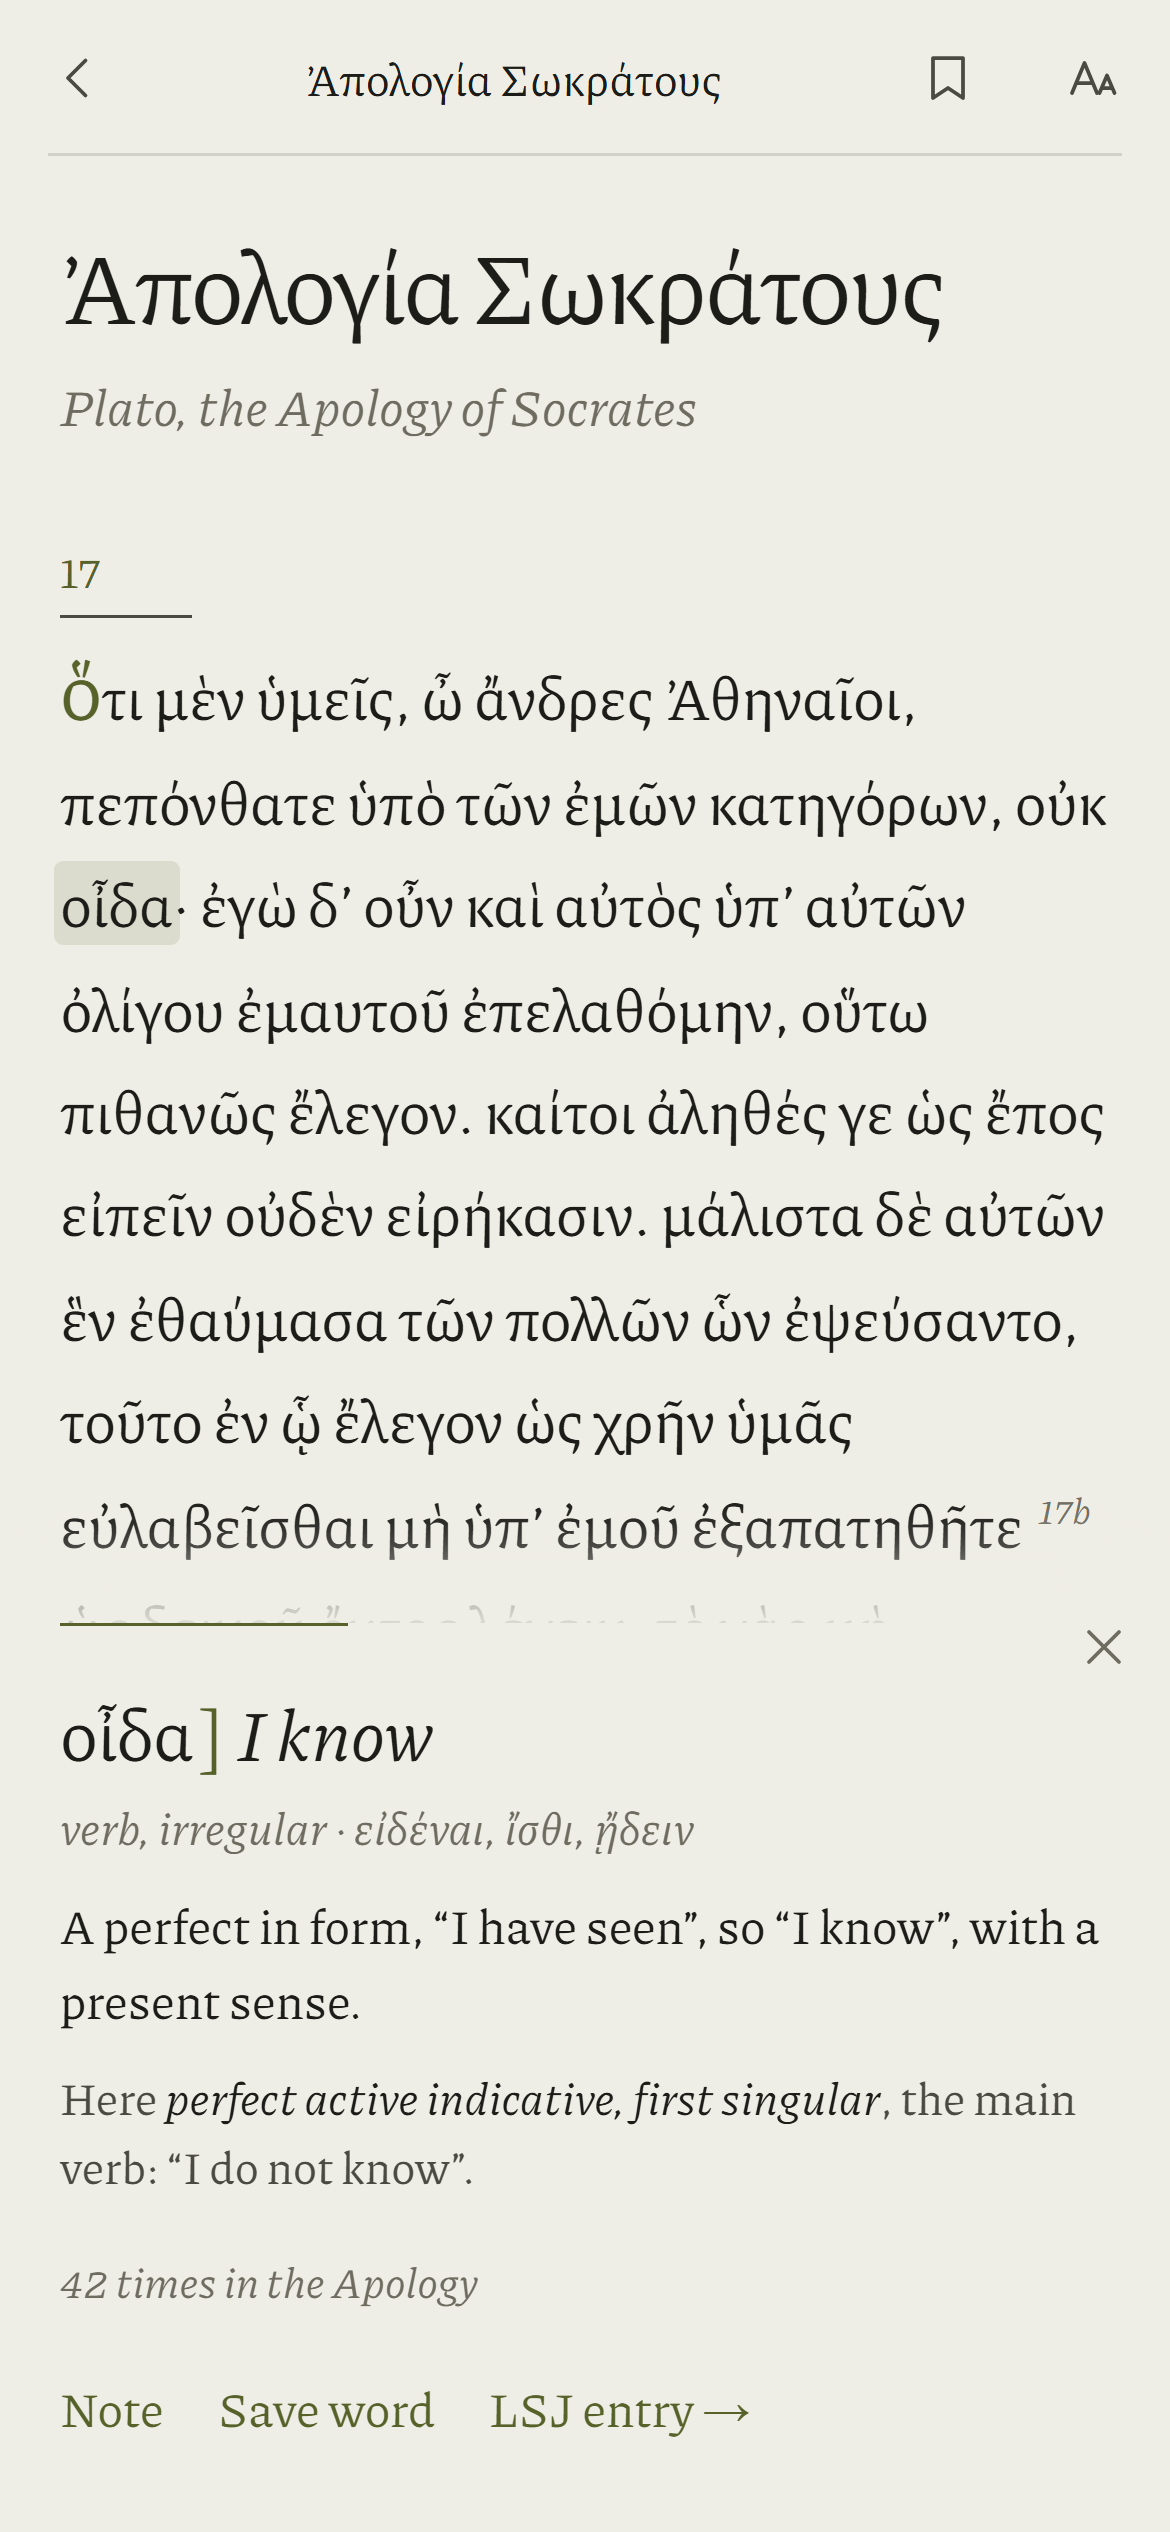 Ἀπολογία Σωκράτους
AA
Ἀπολογία Σωκράτους
Plato, the Apology of Socrates
17
Ὅτι μὲν ὑμεῖς, ὦ ἄνδρες Ἀθηναῖοι,
πεπόνθατε ὑπὸ τῶν ἐμῶν κατηγόρων, οὐκ
οἶδα· ἐγὼ δ’ οὖν καὶ αὐτὸς ὑπ’ αὐτῶν
ὀλίγου ἐμαυτοῦ ἐπελαθόμην, οὕτω
πιθανῶς ἔλεγον. καίτοι ἀληθές γε ὡς ἔπος
εἰπεῖν οὐδὲν εἰρήκασιν. μάλιστα δὲ αὐτῶν
ἓν ἐθαύμασα τῶν πολλῶν ὧν ἐψεύσαντο,
τοῦτο ἐν ᾧ ἔλεγον ὡς χρῆν ὑμᾶς
εὐλαβεῖσθαι μὴ ὑπ’ ἐμοῦ ἐξαπατηθῆτε 17b
οἶδα] I know
verb, irregular · εἰδέναι, ἴσθι, ᾔδειν
A perfect in form, “I have seen”, so “I know”, with a
present sense.
Here perfect active indicative, first singular, the main
verb: “I do not know”.
42 times in the Apology
Note Save word LSJ entry→